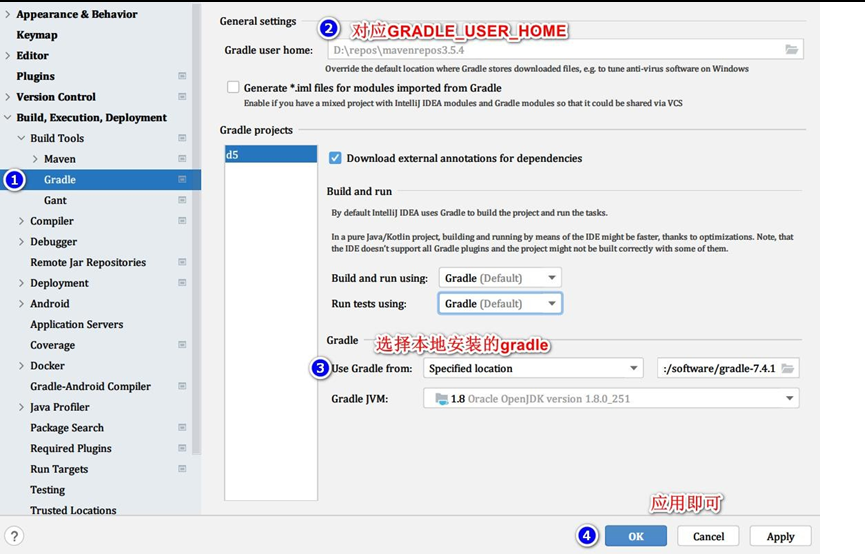 Appearance & Behavior
Keymap
Editor
Plugins
Version Control
Build, Execution, Deployment
Build Tools
Maven
1
Gradle
Gant
Compiler
Debugger
Remote Jar Repositories
Deployment
Android
Application Servers
Coverage
Docker
Gradle-Android Compiler
Java Profiler
Package Search
Required Plugins
Run Targets
Testing
Trusted Locations
?
General settings
2 对应GRADLE_USER_HOME
Gradle user home: D:\repos\mavenrepos3.5.4
Override the default location where Gradle stores downloaded files, e.g. to tune anti-virus software on Windows
Generate *.iml files for modules imported from Gradle
Enable if you have a mixed project with IntelliJ IDEA modules and Gradle modules so that it could be shared via VCS
Gradle projects
d5
Download external annotations for dependencies
Build and run
By default IntelliJ IDEA uses Gradle to build the project and run the tasks.
In a pure Java/Kotlin project, building and running by means of the IDE might be faster, thanks to optimizations. Note, that
the IDE doesn't support all Gradle plugins and the project might not be built correctly with some of them.
Build and run using: Gradle (Default)
Run tests using: Gradle (Default)
Gradle 选择本地安装的gradle
3 Use Gradle from: Specified location :/software/gradle-7.4.1
Gradle JVM: 1.8 Oracle OpenJDK version 1.8.0_251
应用即可
4 OK Cancel Apply